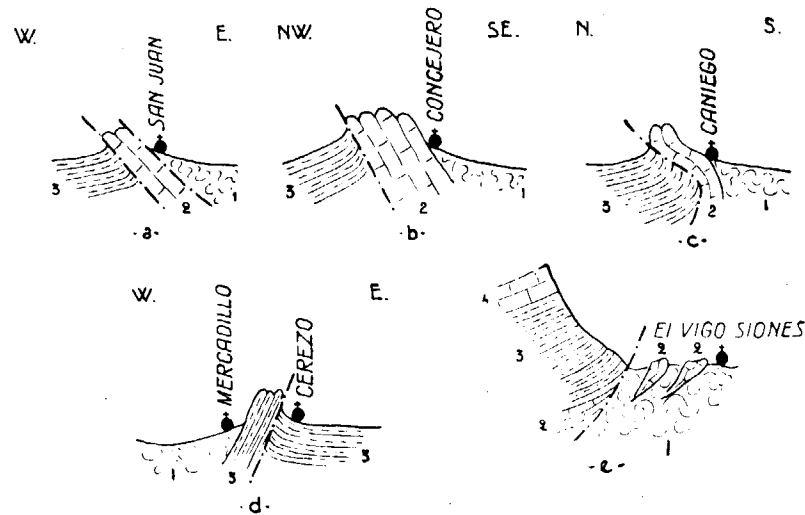 W. E. NW. SE. N. S.
SAN JUAN CONCEJERO CANIEGO
3 2 1 3 2 1 3 2 1
·a· ·b· ·c·
W. E.
MERCADILLO CEREZO
1 3 3
·d·
El VIGO SIONES
4 3 2 2 2 1
·e·